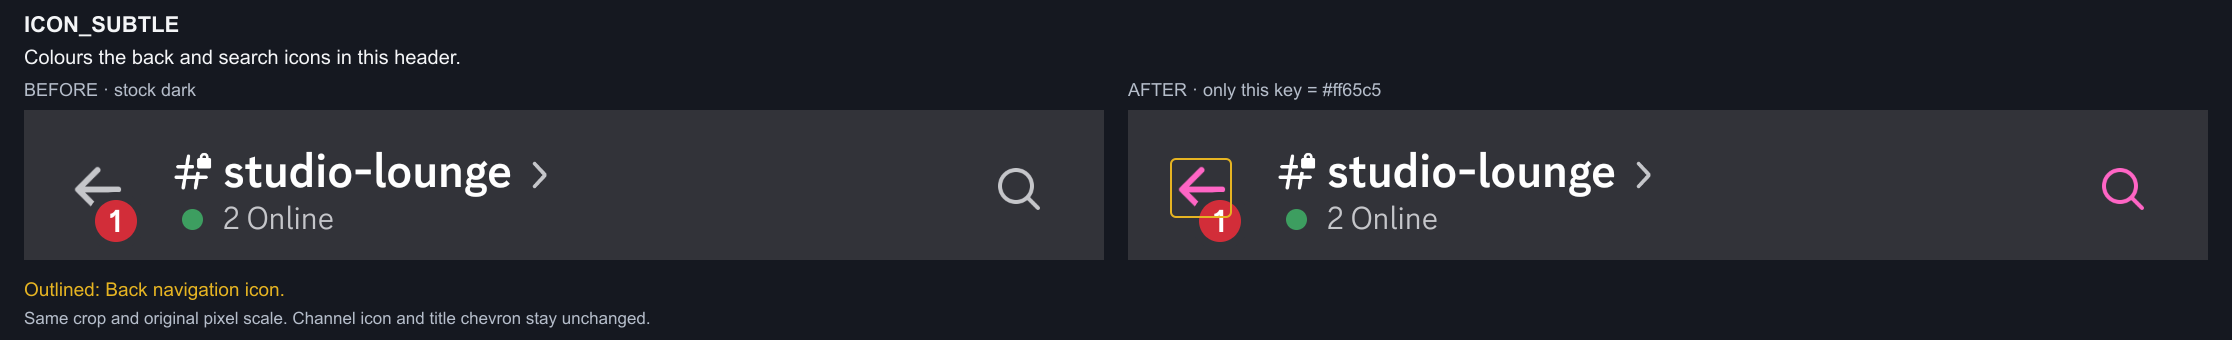 ICON_SUBTLE
Colours the back and search icons in this header.
BEFORE · stock dark
studio-lounge
1
2 Online
AFTER · only this key = #ff65c5
studio-lounge
1
2 Online
Outlined: Back navigation icon.
Same crop and original pixel scale. Channel icon and title chevron stay unchanged.